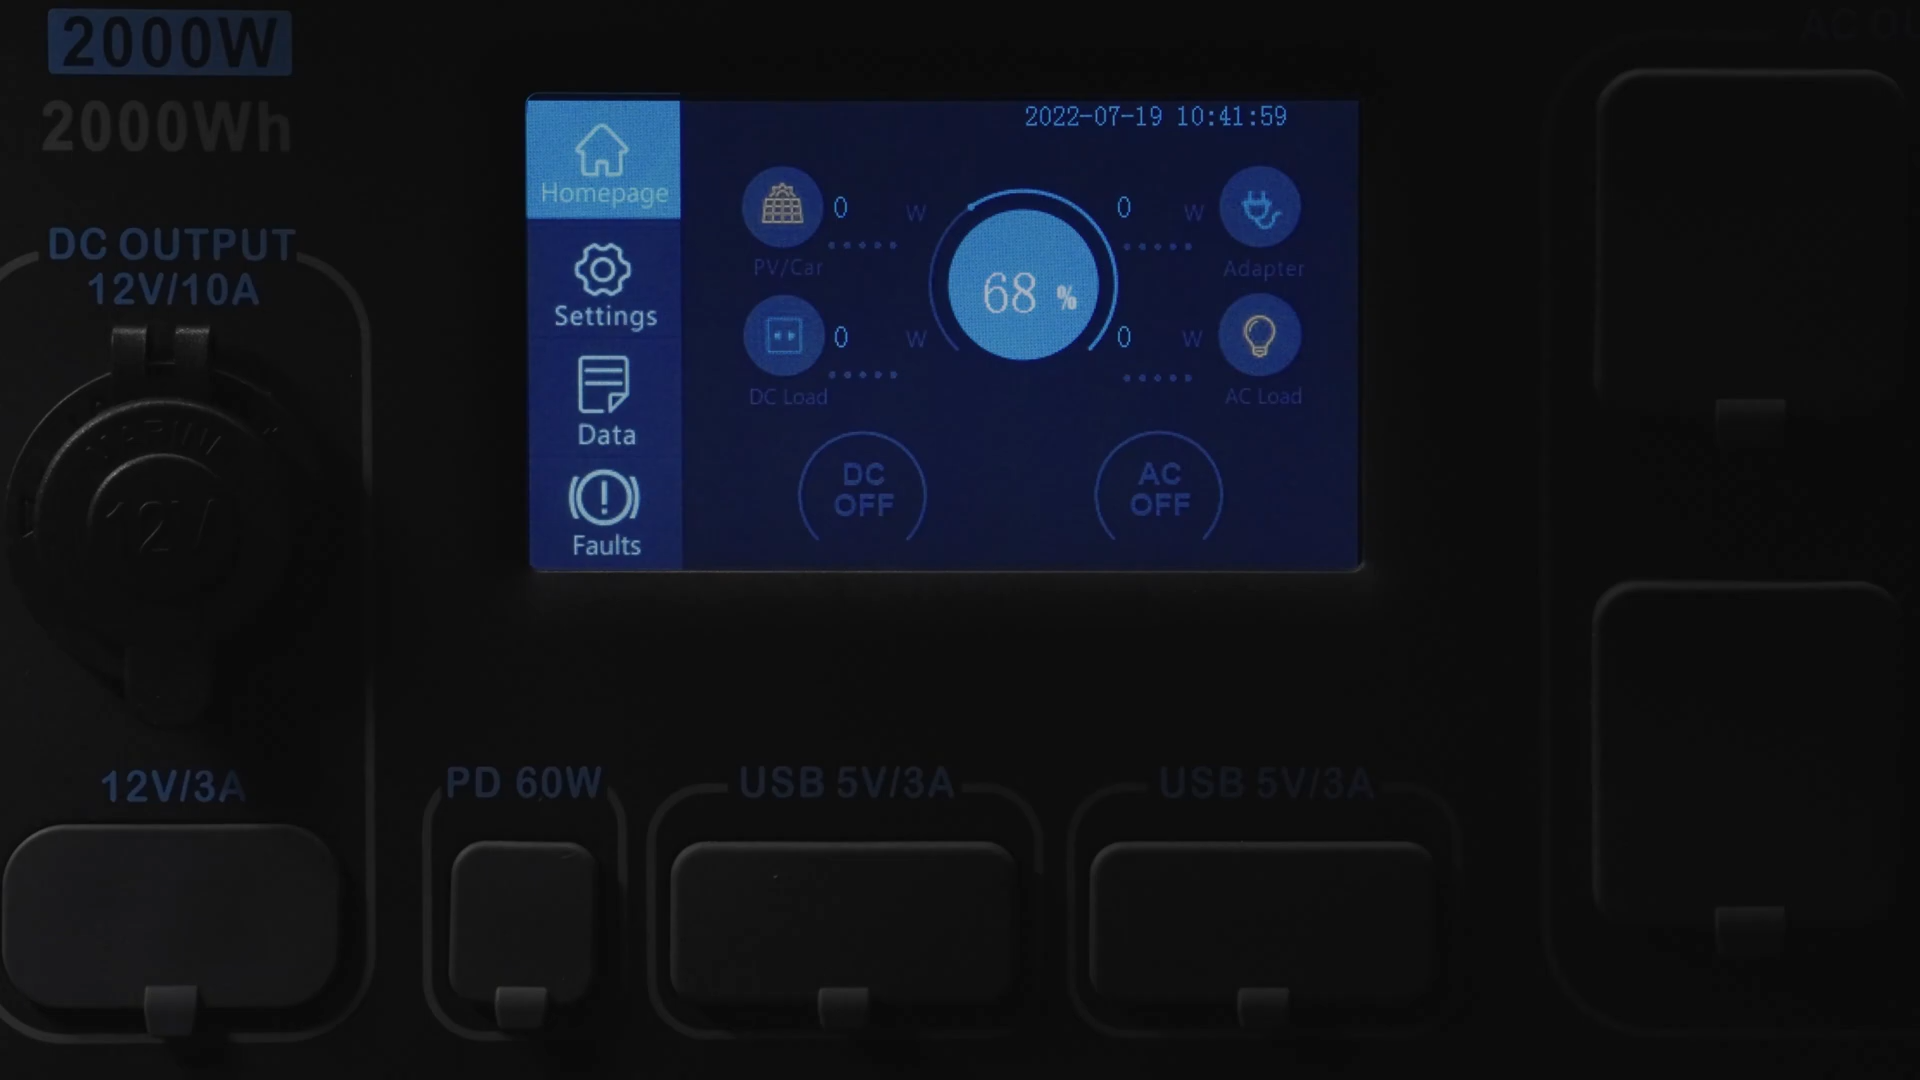 2000W
2000Wh
DC OUTPUT
12V/10A
12V
12V/3A
2022-07-19 10:41:59
Homepage
Settings
Data
Faults
0 W
PV/Car
0 W
DC Load
68 %
0 W
Adapter
0 W
AC Load
DC
OFF
AC
OFF
PD 60W
USB 5V/3A
USB 5V/3A